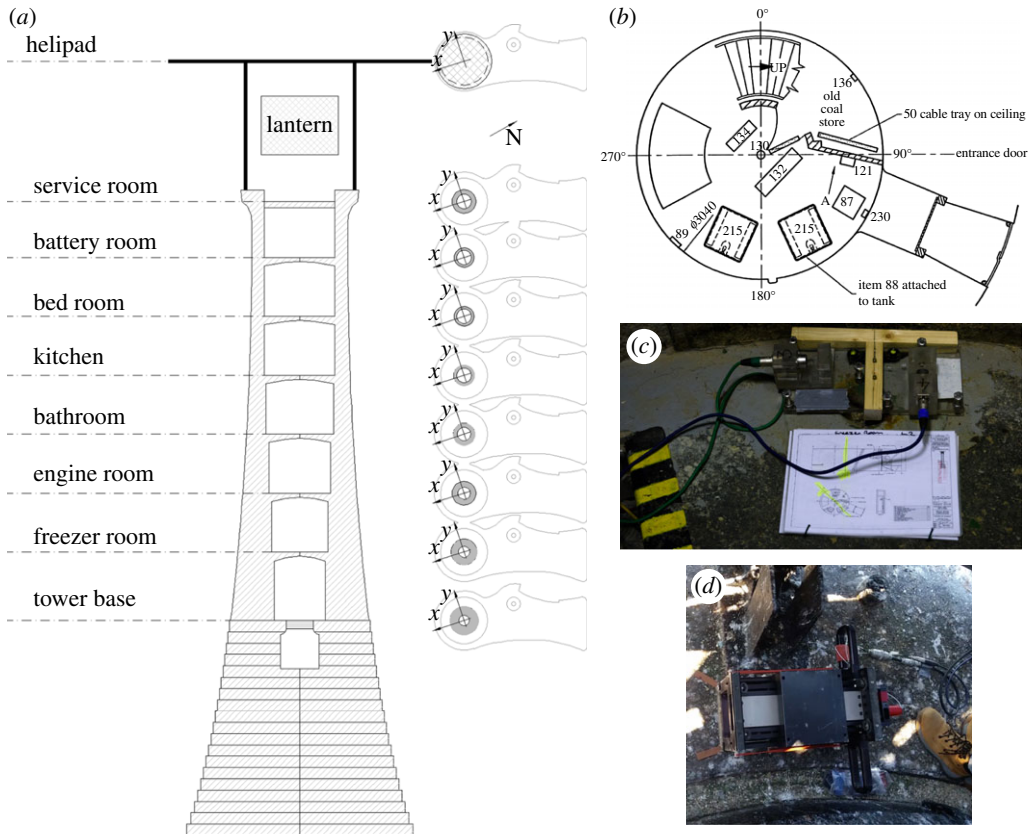 (a)
helipad
lantern
service room
battery room
bed room
kitchen
bathroom
engine room
freezer room
tower base
y
x
N
y
x
y
x
y
x
y
x
y
x
y
x
y
x
y
x
(b)
0°
UP
136
old
coal
store
50 cable tray on ceiling
134
130
270°
90°
entrance door
132
121
A
87
230
89
ϕ3040
215
215
180°
item 88 attached
to tank
(c)
(d)